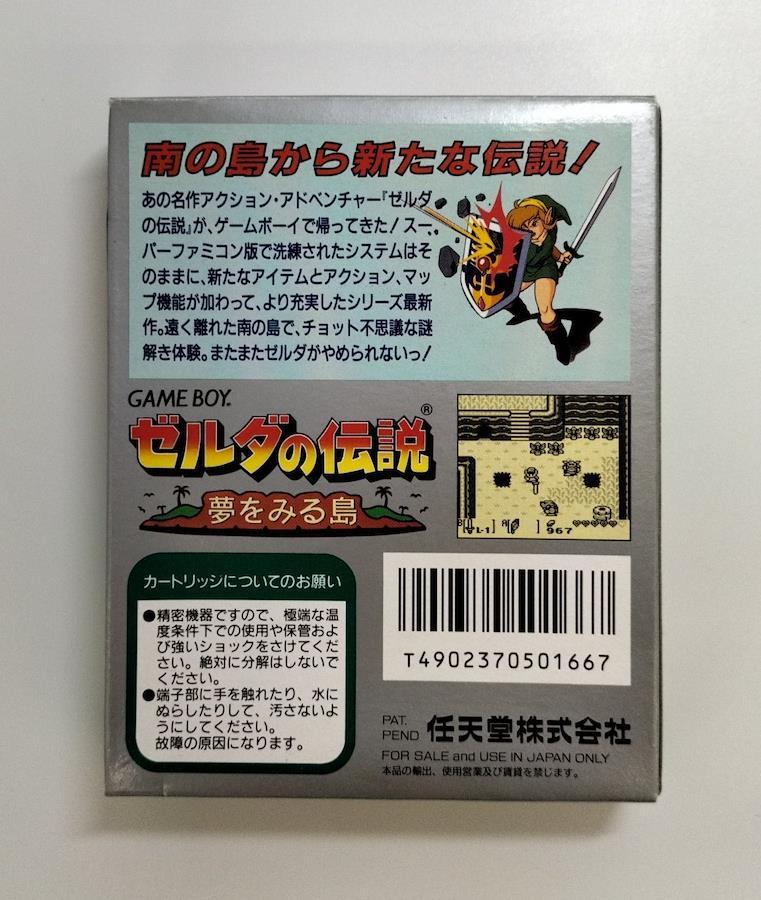 南の島から新たな伝説！
あの名作アクション・アドベンチャー『ゼルダ
の伝説』が、ゲームボーイで帰ってきた！スー
パーファミコン版で洗練されたシステムはそ
のままに、新たなアイテムとアクション、マッ
プ機能が加わって、より充実したシリーズ最新
作。遠く離れた南の島で、チョット不思議な謎
解き体験。またまたゼルダがやめられないっ！
GAME BOY™
ゼルダの伝説®
夢をみる島
967
カートリッジについてのお願い
●精密機器ですので、極端な温
度条件下での使用や保管およ
び強いショックをさけてくだ
さい。絶対に分解はしないで
ください。
●端子部に手を触れたり、水に
ぬらしたりして、汚さないよ
うにしてください。
故障の原因になります。
T4902370501667
PAT.
PEND 任天堂株式会社
FOR SALE and USE IN JAPAN ONLY
本品の輸出、使用営業及び賃貸を禁じます。